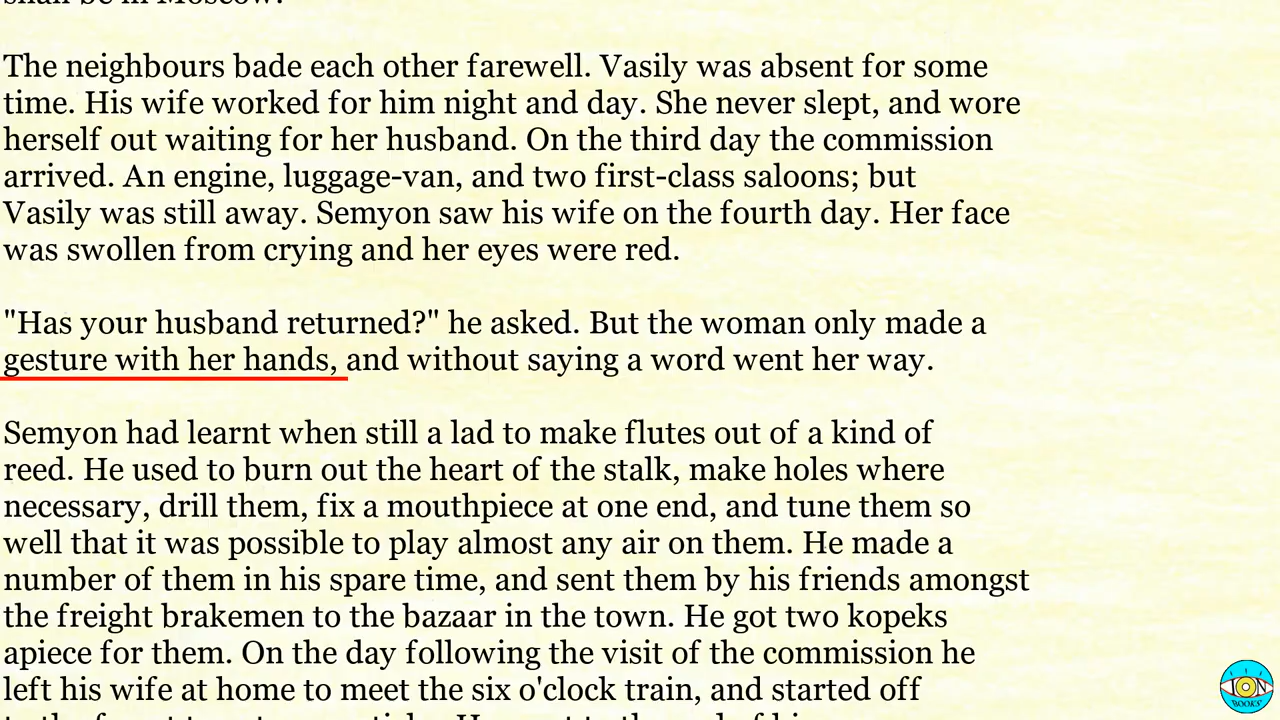 shall be in Moscow.
The neighbours bade each other farewell. Vasily was absent for some
time. His wife worked for him night and day. She never slept, and wore
herself out waiting for her husband. On the third day the commission
arrived. An engine, luggage-van, and two first-class saloons; but
Vasily was still away. Semyon saw his wife on the fourth day. Her face
was swollen from crying and her eyes were red.
"Has your husband returned?" he asked. But the woman only made a
gesture with her hands, and without saying a word went her way.
Semyon had learnt when still a lad to make flutes out of a kind of
reed. He used to burn out the heart of the stalk, make holes where
necessary, drill them, fix a mouthpiece at one end, and tune them so
well that it was possible to play almost any air on them. He made a
number of them in his spare time, and sent them by his friends amongst
the freight brakemen to the bazaar in the town. He got two kopeks
apiece for them. On the day following the visit of the commission he
left his wife at home to meet the six o'clock train, and started off
ION
BOOKS